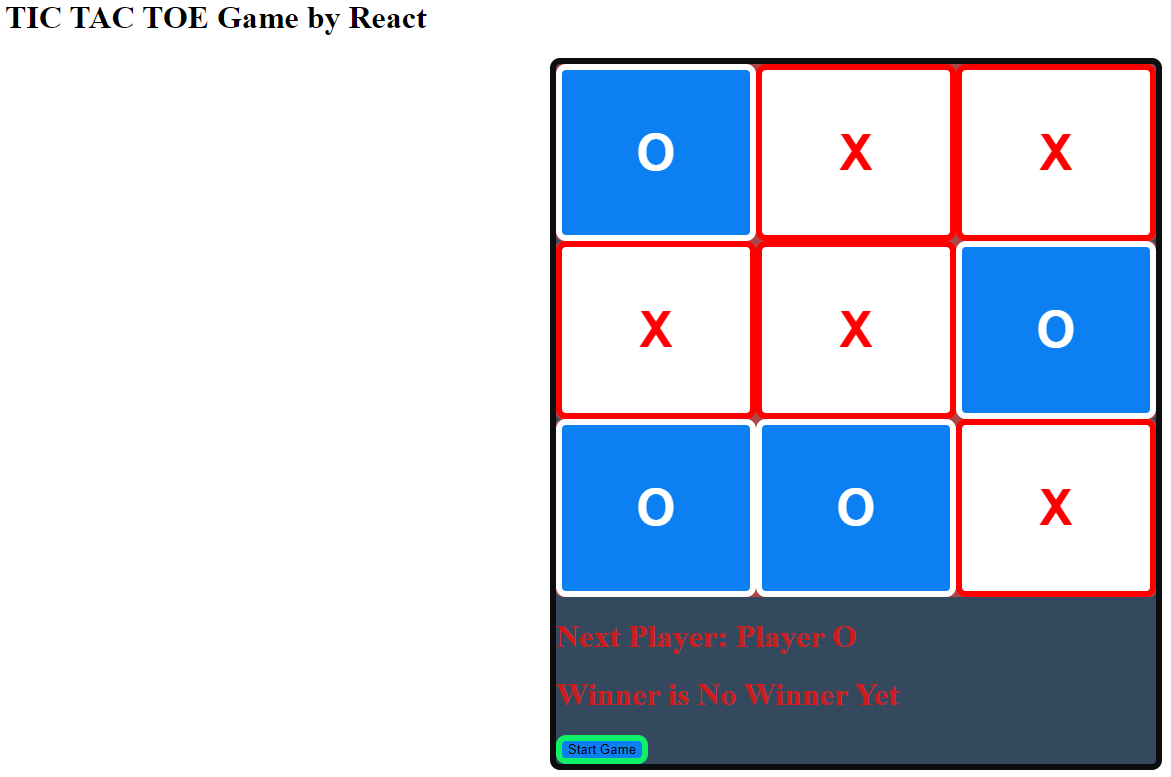 TIC TAC TOE Game by React
O X X
X X O
O O X
Next Player: Player O
Winner is No Winner Yet
Start Game